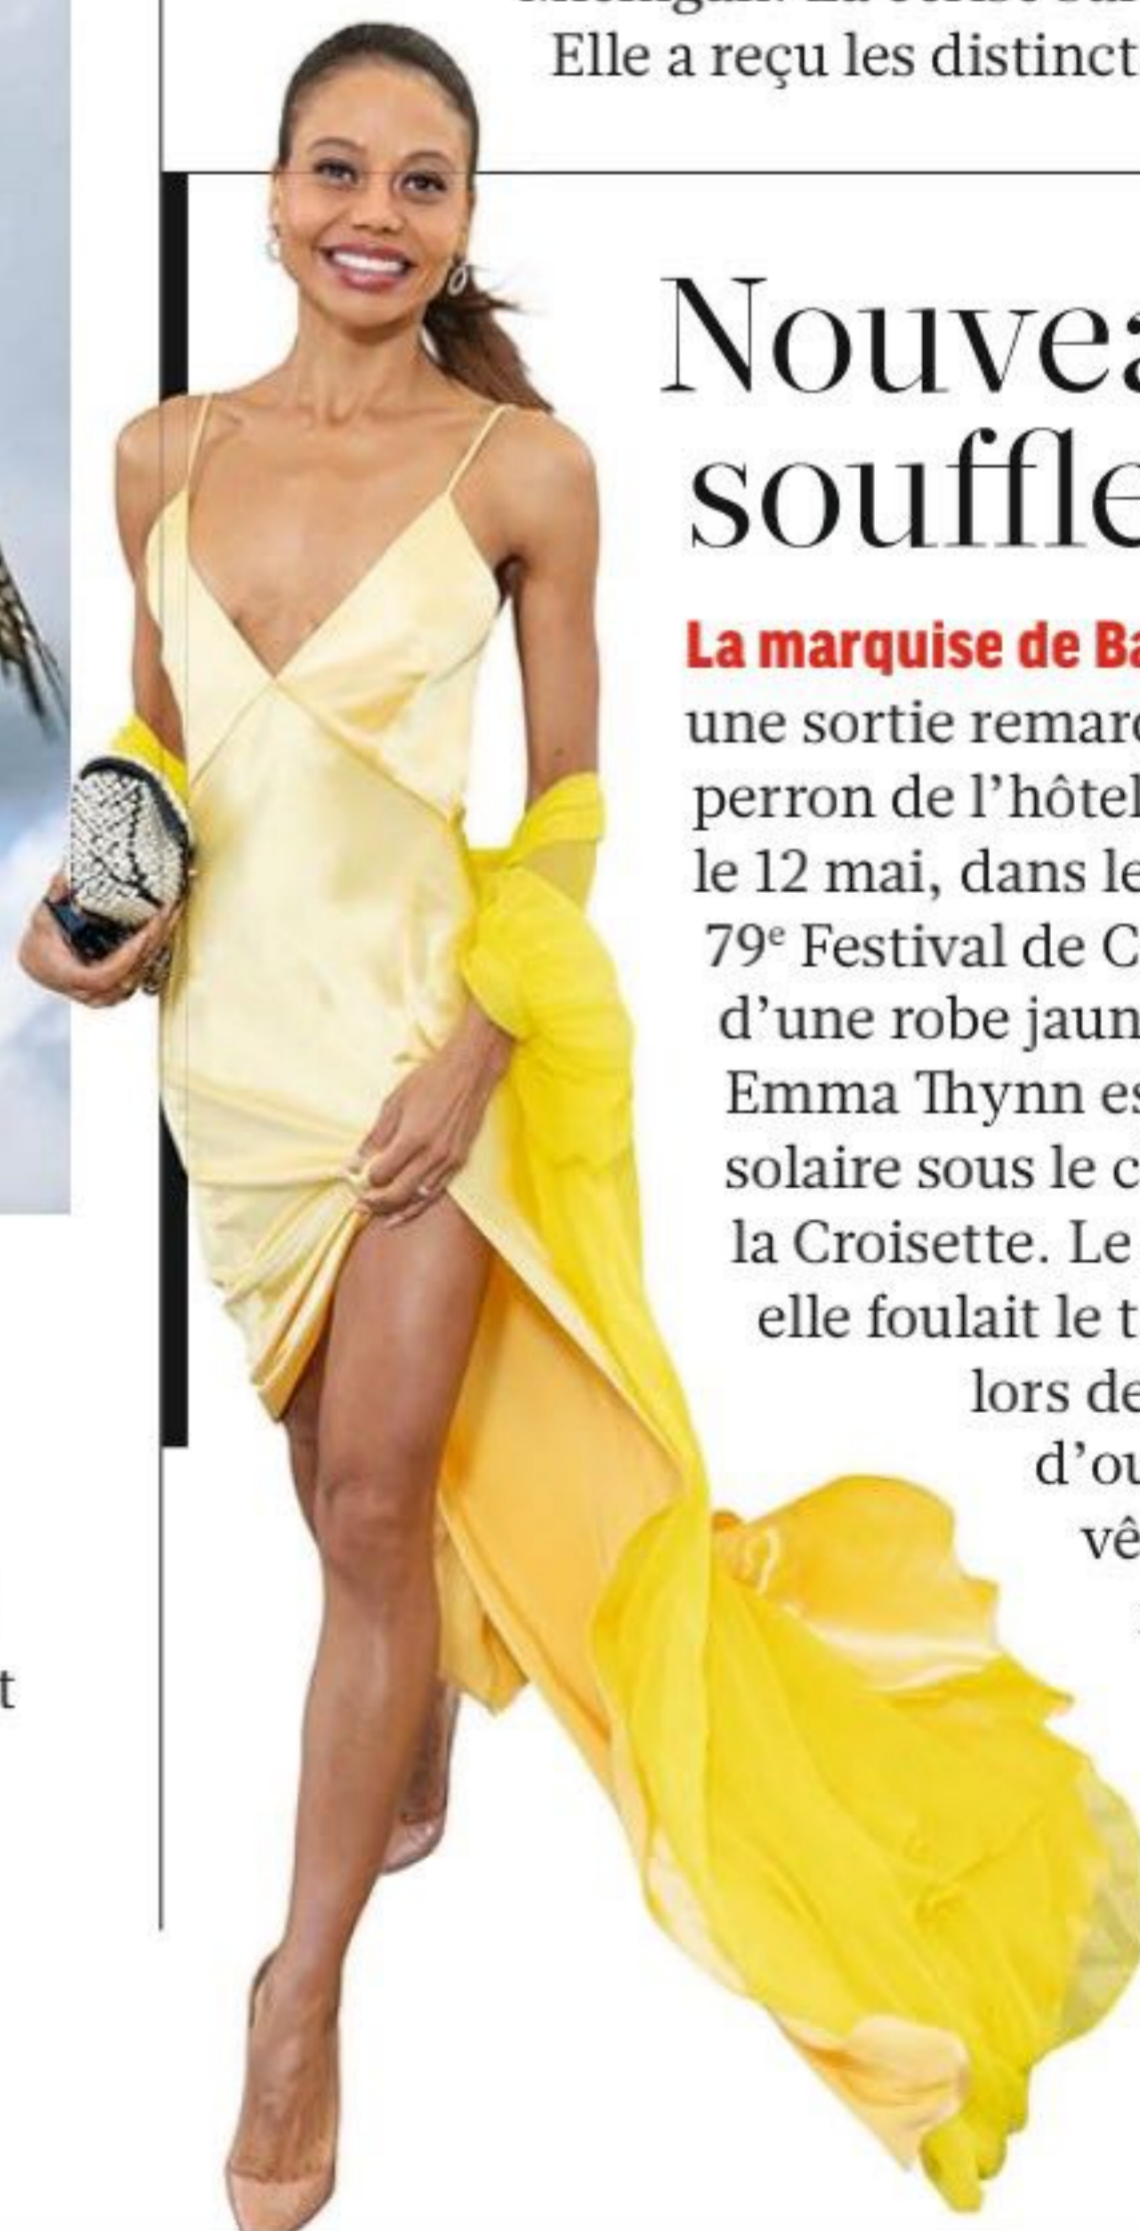 Elle a reçu les distinct
Nouvea
souffle
La marquise de Ba
une sortie remarq
perron de l'hôtel
le 12 mai, dans le
79e Festival de C
d'une robe jaun
Emma Thynn es
solaire sous le c
la Croisette. Le
elle foulait le t
lors de
d'ou
vê
t